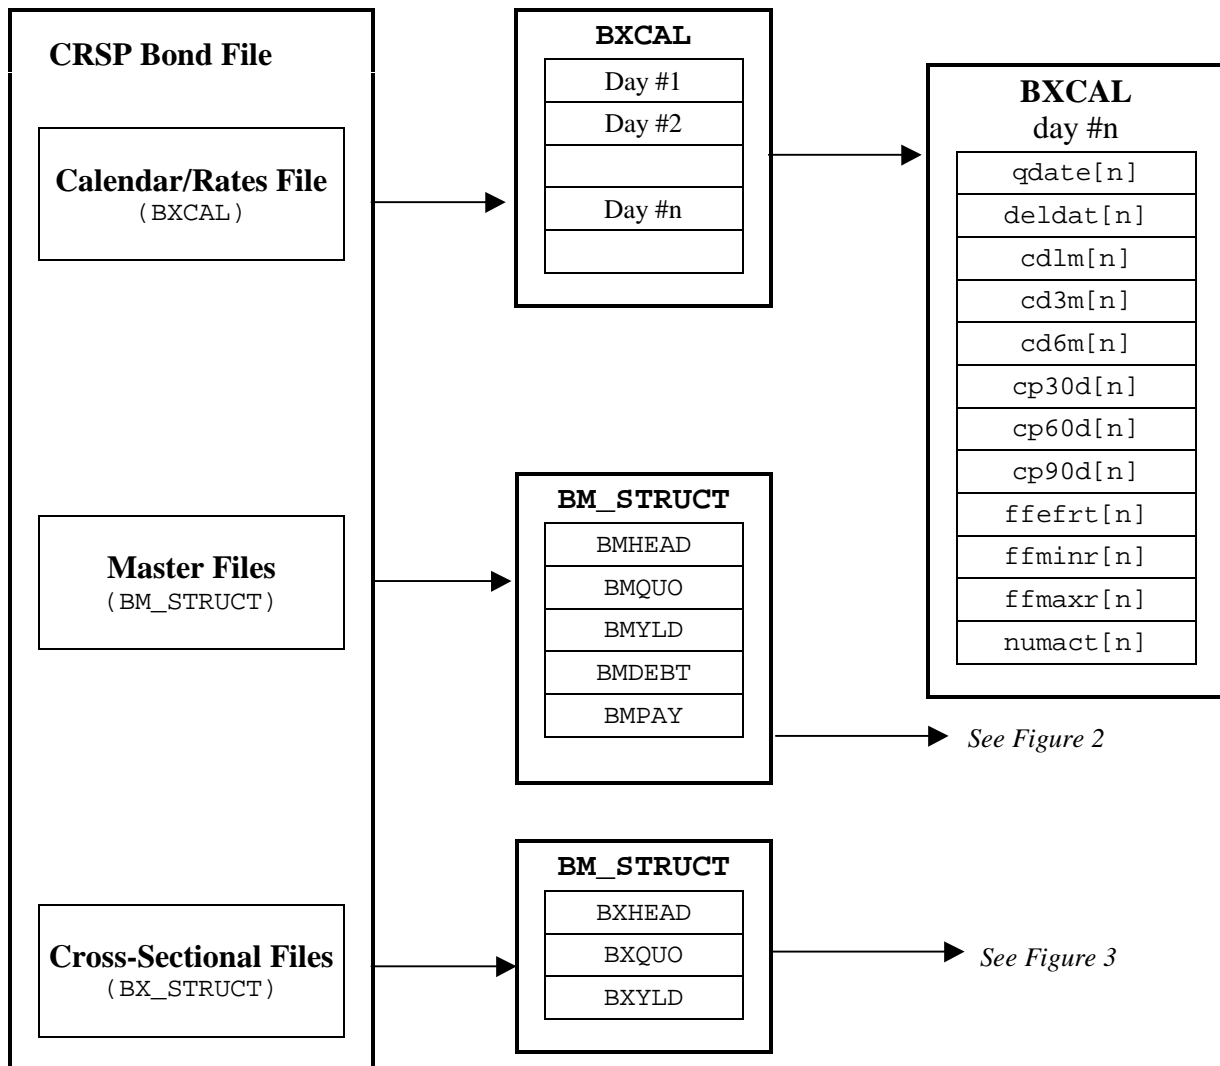 CRSP Bond File
Calendar/Rates File
(BXCAL)
Master Files
(BM_STRUCT)
Cross-Sectional Files
(BX_STRUCT)
BXCAL
Day #1
Day #2
Day #n
BM_STRUCT
BMHEAD
BMQUO
BMYLD
BMDEBT
BMPAY
BM_STRUCT
BXHEAD
BXQUO
BXYLD
BXCAL
day #n
qdate[n]
deldat[n]
cdlm[n]
cd3m[n]
cd6m[n]
cp30d[n]
cp60d[n]
cp90d[n]
ffefrt[n]
ffminr[n]
ffmaxr[n]
numact[n]
See Figure 2
See Figure 3